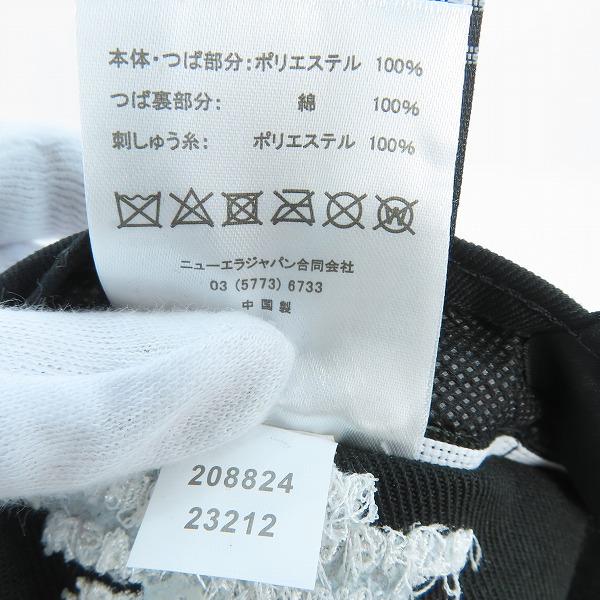 本体・つば部分:ポリエステル 100%
つば裏部分: 綿 100%
刺しゅう糸: ポリエステル 100%
ニューエラジャパン合同会社
03 (5773) 6733
中国製
208824
23212